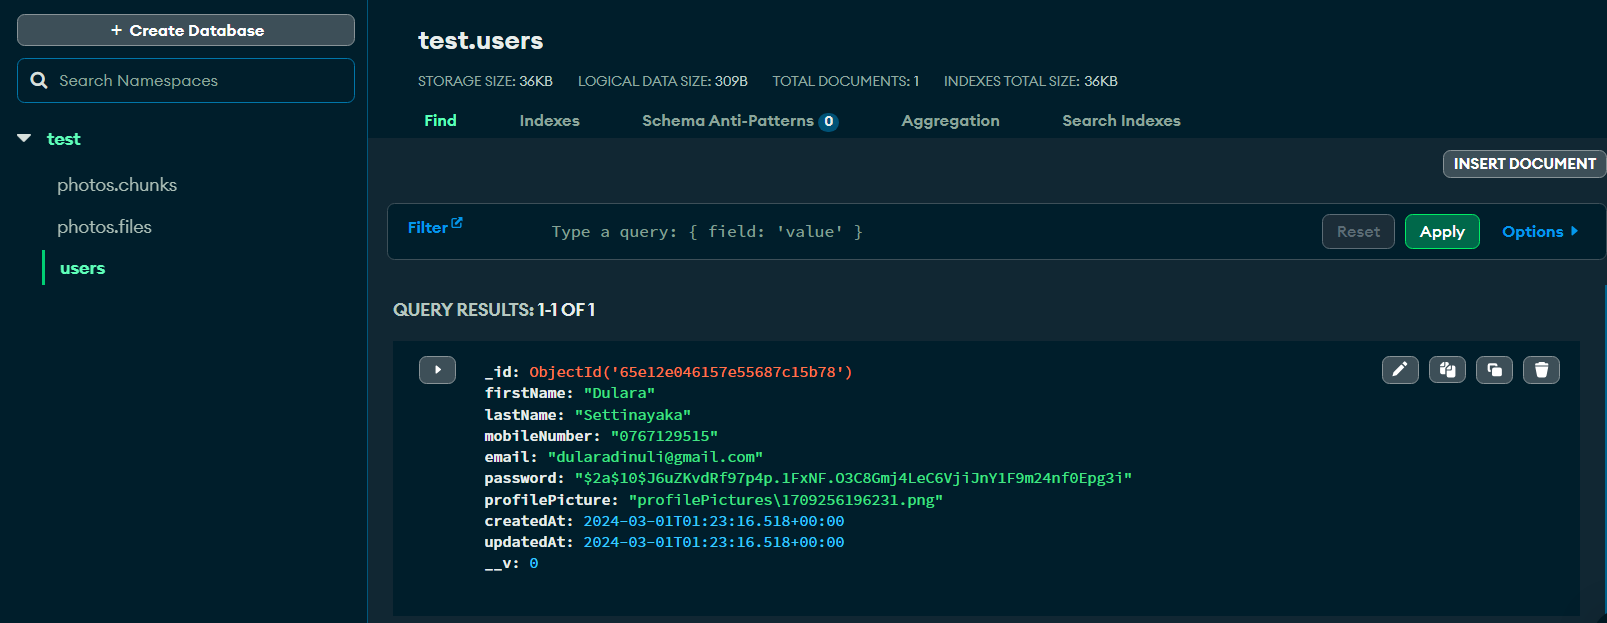 + Create Database
Search Namespaces
test
photos.chunks
photos.files
users
test.users
STORAGE SIZE: 36KB LOGICAL DATA SIZE: 309B TOTAL DOCUMENTS: 1 INDEXES TOTAL SIZE: 36KB
Find Indexes Schema Anti-Patterns 0 Aggregation Search Indexes
INSERT DOCUMENT
Filter Type a query: { field: 'value' } Reset Apply Options
QUERY RESULTS: 1-1 OF 1
_id: ObjectId('65e12e046157e55687c15b78')
firstName: "Dulara"
lastName: "Settinayaka"
mobileNumber: "0767129515"
email: "dularadinuli@gmail.com"
password: "$2a$10$J6uZKvdRf97p4p.1FxNF.O3C8Gmj4LeC6VjiJnY1F9m24nf0Epg3i"
profilePicture: "profilePictures\1709256196231.png"
createdAt: 2024-03-01T01:23:16.518+00:00
updatedAt: 2024-03-01T01:23:16.518+00:00
__v: 0